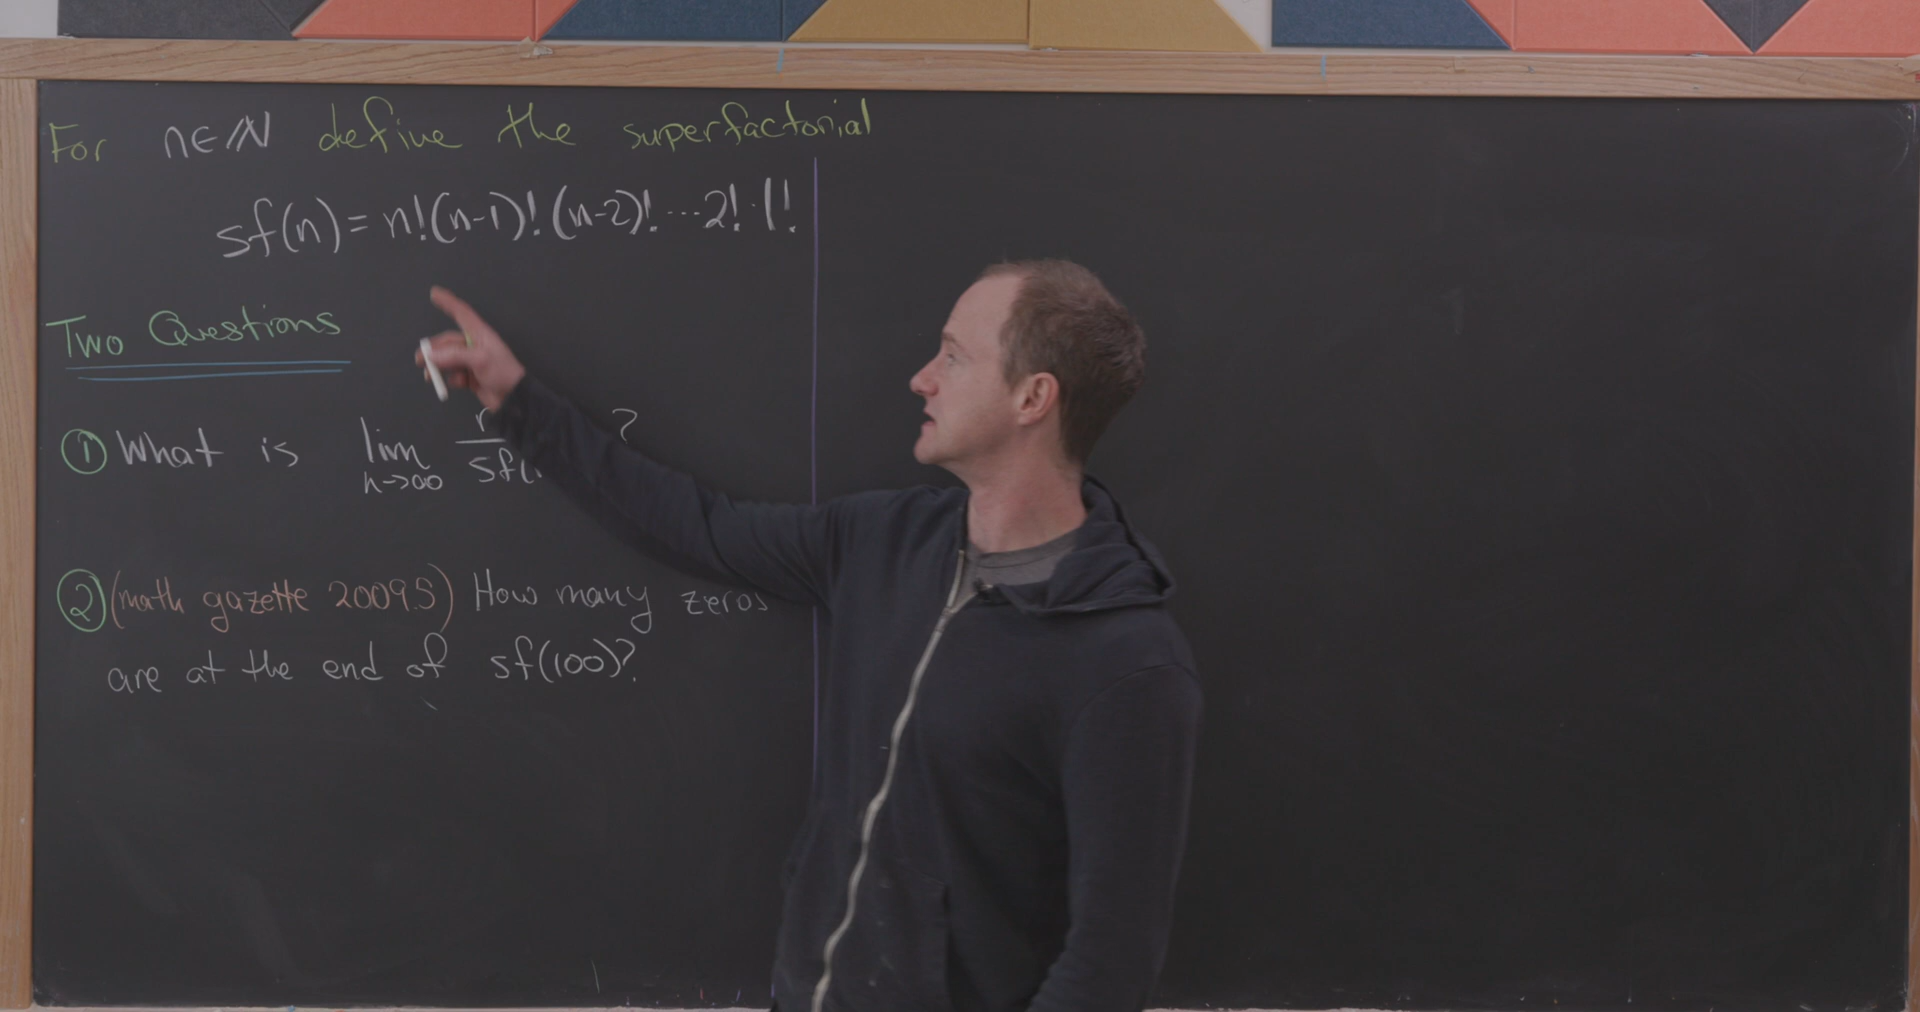 For n∈ℕ define the superfactorial
sf(n) = n!(n-1)!(n-2)! ··· 2! · 1!
Two Questions
① What is lim n→∞ sf( ?
② (math gazette 2009.S) How many zeros
are at the end of sf(100)?